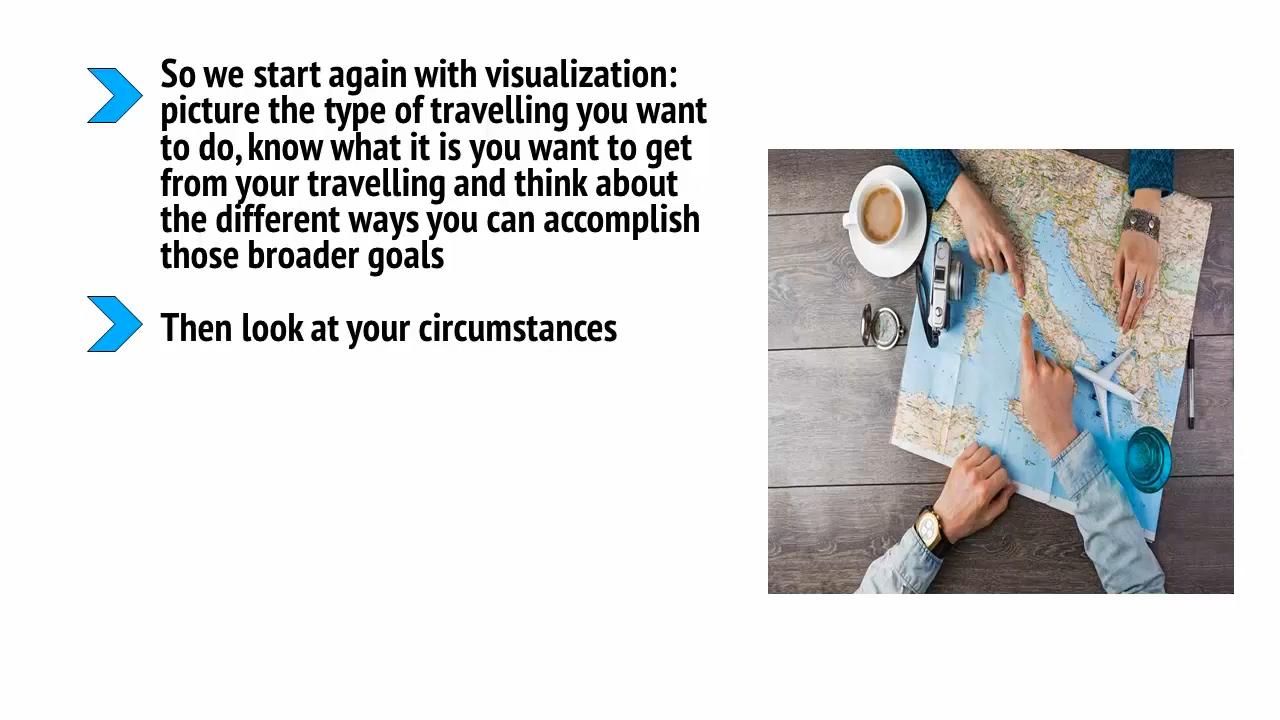 So we start again with visualization:
picture the type of travelling you want
to do, know what it is you want to get
from your travelling and think about
the different ways you can accomplish
those broader goals
Then look at your circumstances